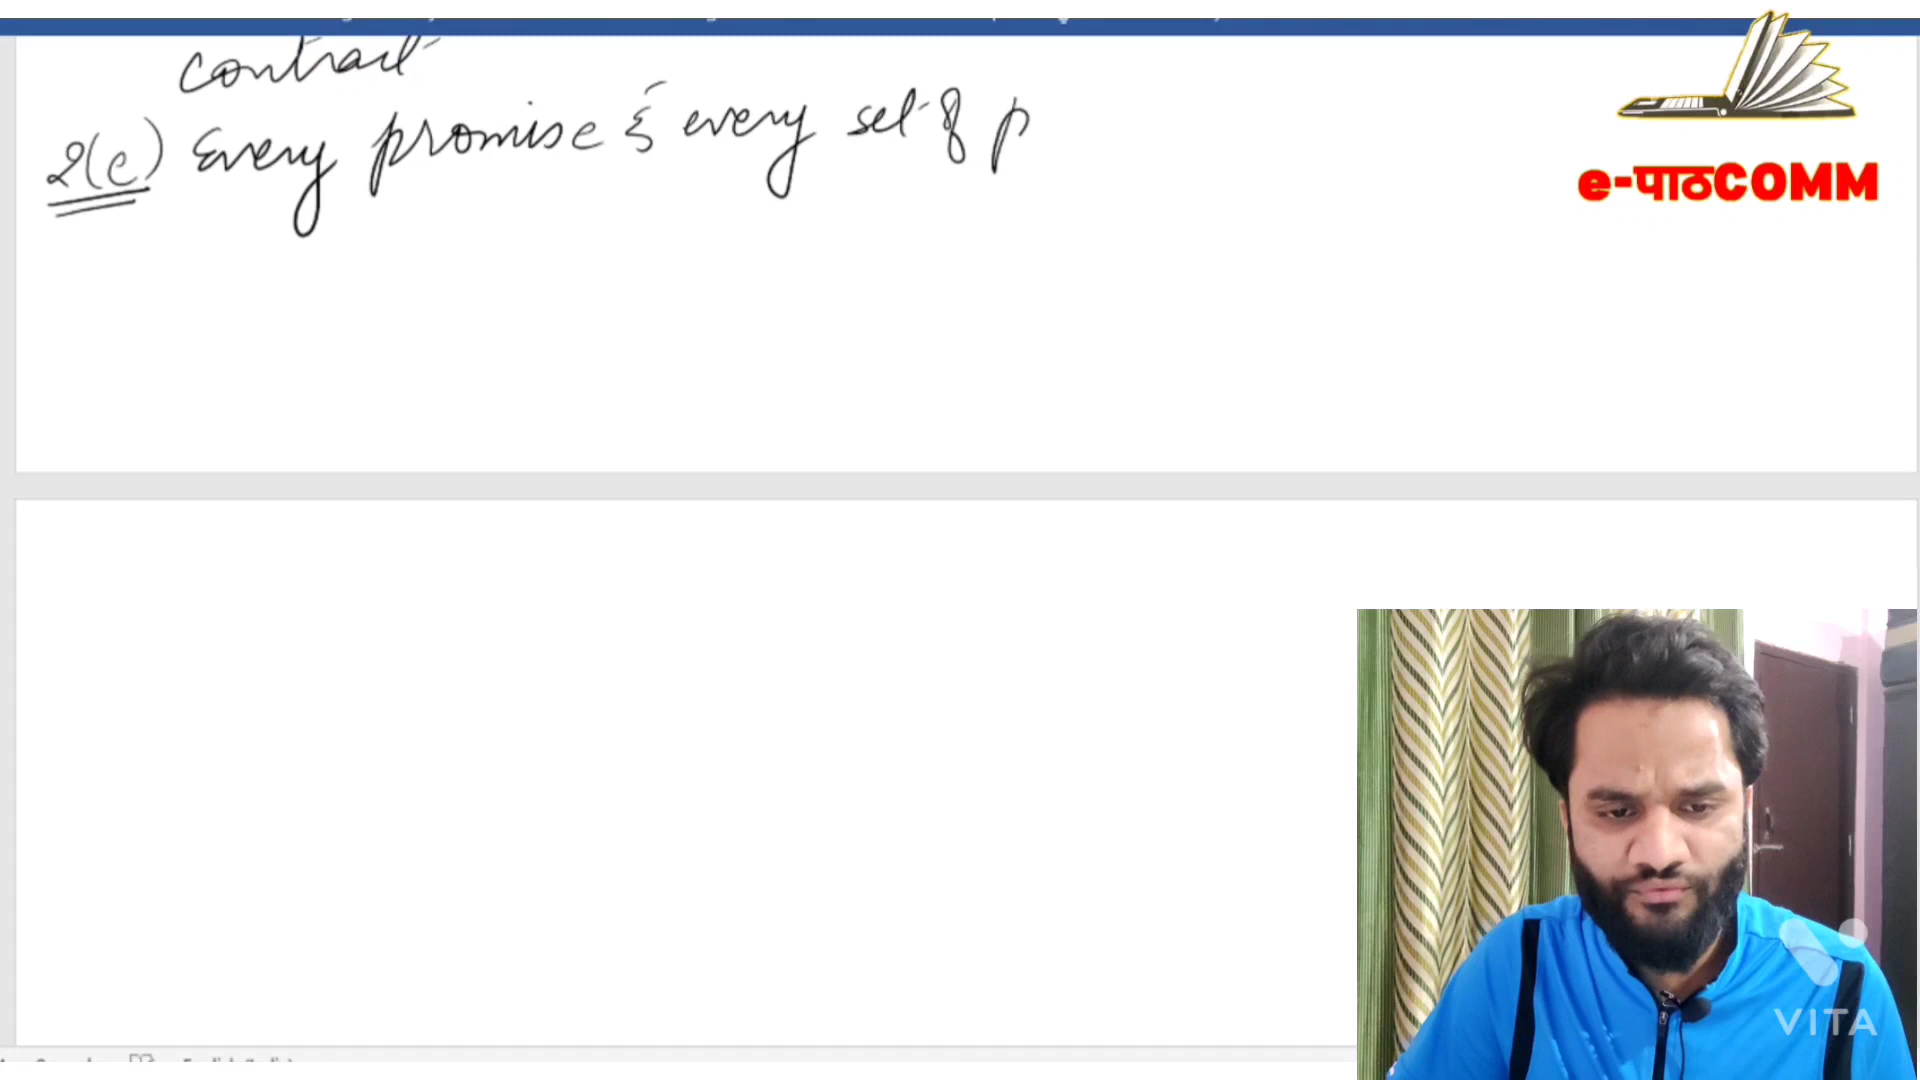 contract
2(e) Every promise & every set of p
e-पाठCOMM
VITA